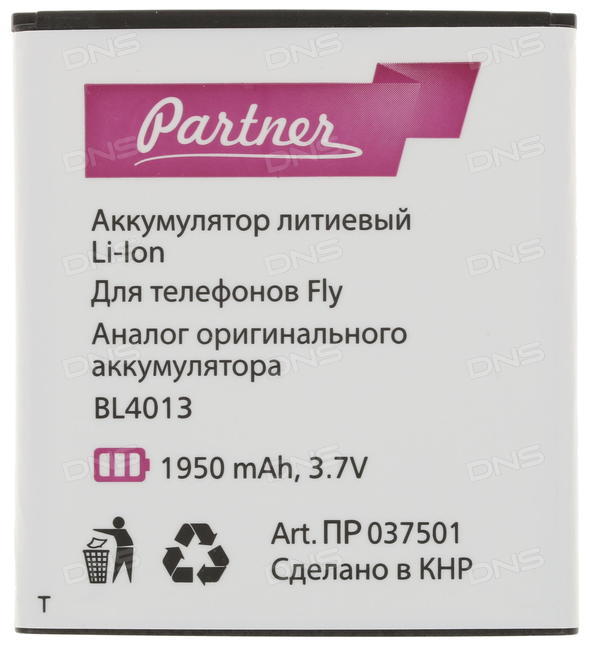 Partner
Аккумулятор литиевый
Li-Ion
Для телефонов Fly
Аналог оригинального
аккумулятора
BL4013
1950 mAh, 3.7V
Art. ПР 037501
Сделано в КНР
T
DNS